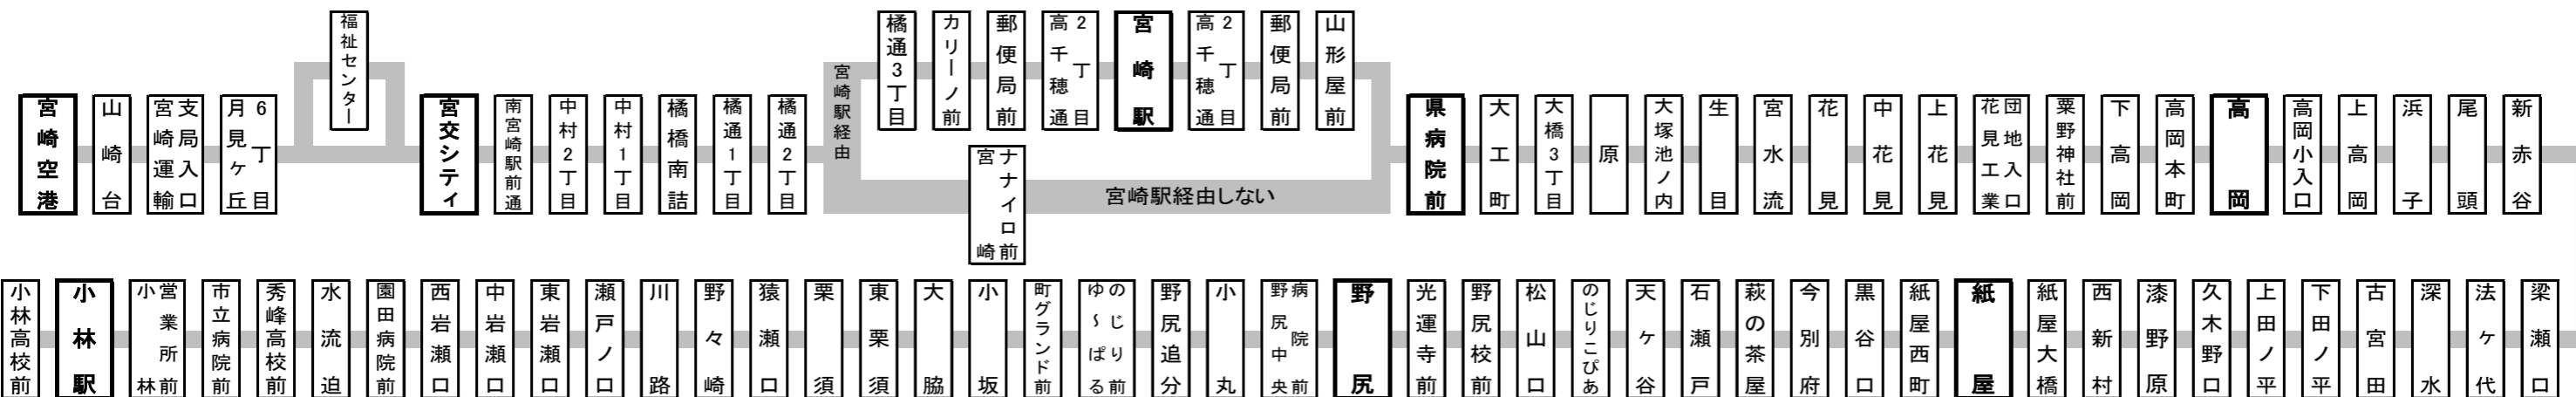 福祉センター
橘通3丁目
カリーノ前
郵便局前
高千穂通2丁目
宮崎駅
高千穂通2丁目
郵便局前
山形屋前
宮崎駅経由
宮崎空港
山崎台
宮崎運輸支局入口
月見ヶ丘6丁目
宮交シティ
南宮崎駅前通
中村2丁目
中村1丁目
橘橋南詰
橘通1丁目
橘通2丁目
宮崎ナナイロ前
宮崎駅経由しない
県病院前
大工町
大橋3丁目
原
大塚池ノ内
生目
宮水流
花見
中花見
上花見
花見工業団地入口
粟野神社前
下高岡
高岡本町
高岡
高岡小入口
上高岡
浜子
尾頭
新赤谷
小林高校前
小林駅
小林営業所前
市立病院前
秀峰高校前
水流迫
園田病院前
西岩瀬口
中岩瀬口
東岩瀬口
瀬戸ノ口
川路
野々崎
猿瀬口
栗須
東栗須
大脇
小坂
町グランド前
ゆ～ぱるのじり前
野尻追分
小丸
野尻中央病院前
野尻
光運寺前
野尻校前
松山口
のじりこぴあ
天ヶ谷
石瀬戸
萩の茶屋
今別府
黒谷口
紙屋西町
紙屋
紙屋大橋
西新村
漆野原
久木野口
上田ノ平
下田ノ平
古宮田
深水
法ヶ代
梁瀬口